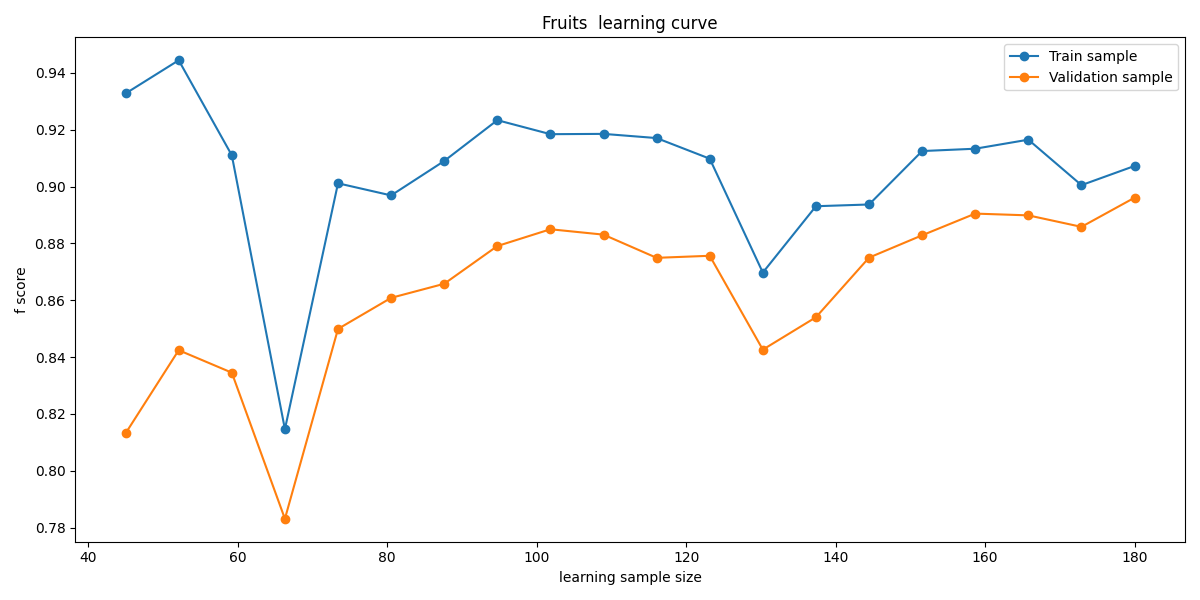 Fruits  learning curve
Train sample
Validation sample
f score
0.94
0.92
0.90
0.88
0.86
0.84
0.82
0.80
0.78
40 60 80 100 120 140 160 180
learning sample size